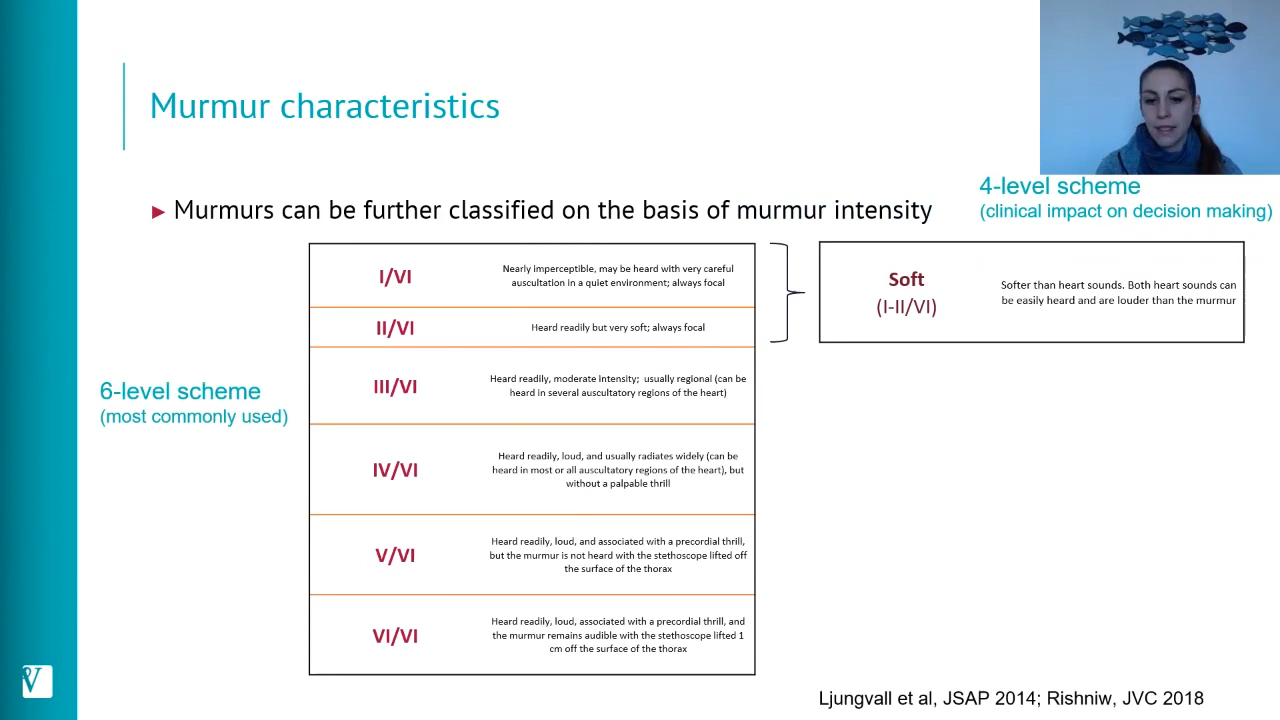 Murmur characteristics
► Murmurs can be further classified on the basis of murmur intensity
4-level scheme
(clinical impact on decision making)
6-level scheme
(most commonly used)
I/VI
Nearly imperceptible, may be heard with very careful
auscultation in a quiet environment; always focal
II/VI
Heard readily but very soft; always focal
III/VI
Heard readily, moderate intensity; usually regional (can be
heard in several auscultatory regions of the heart)
IV/VI
Heard readily, loud, and usually radiates widely (can be
heard in most or all auscultatory regions of the heart), but
without a palpable thrill
V/VI
Heard readily, loud, and associated with a precordial thrill,
but the murmur is not heard with the stethoscope lifted off
the surface of the thorax
VI/VI
Heard readily, loud, associated with a precordial thrill, and
the murmur remains audible with the stethoscope lifted 1
cm off the surface of the thorax
Soft
(I-II/VI)
Softer than heart sounds. Both heart sounds can
be easily heard and are louder than the murmur
Ljungvall et al, JSAP 2014; Rishniw, JVC 2018